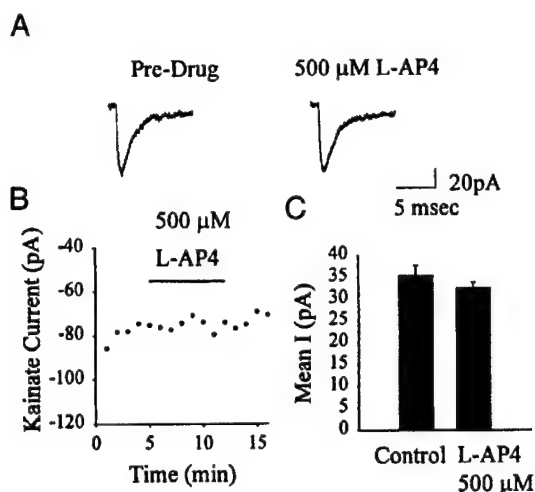 A
Pre-Drug
500 μM L-AP4
20pA
5 msec
B
500 μM
L-AP4
Kainate Current (pA)
-40
-60
-80
-100
-120
0
5
10
15
Time (min)
C
Mean I (pA)
40
35
30
25
20
15
10
5
0
Control
L-AP4
500 μM